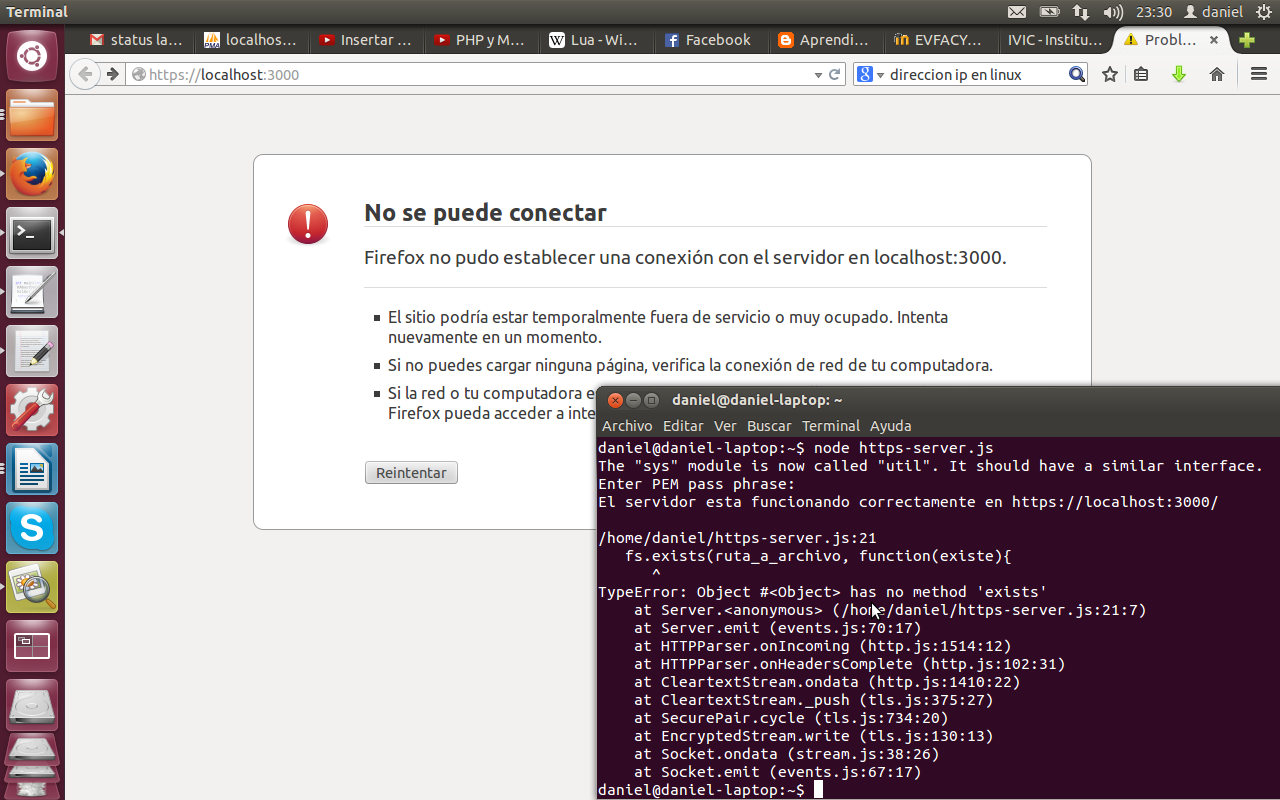 Terminal
23:30
daniel
status la...
localhos...
Insertar ...
PHP y M...
Lua - Wi...
Facebook
Aprendi...
EVFACY...
IVIC - Institu...
Probl...
https://localhost:3000
direccion ip en linux
No se puede conectar
Firefox no pudo establecer una conexión con el servidor en localhost:3000.
El sitio podría estar temporalmente fuera de servicio o muy ocupado. Intenta
nuevamente en un momento.
Si no puedes cargar ninguna página, verifica la conexión de red de tu computadora.
Si la red o tu computadora e
Firefox pueda acceder a inte
Reintentar
daniel@daniel-laptop: ~
Archivo Editar Ver Buscar Terminal Ayuda
daniel@daniel-laptop:~$ node https-server.js
The "sys" module is now called "util". It should have a similar interface.
Enter PEM pass phrase:
El servidor esta funcionando correctamente en https://localhost:3000/
/home/daniel/https-server.js:21
fs.exists(ruta_a_archivo, function(existe){
^
TypeError: Object #<Object> has no method 'exists'
at Server.<anonymous> (/home/daniel/https-server.js:21:7)
at Server.emit (events.js:70:17)
at HTTPParser.onIncoming (http.js:1514:12)
at HTTPParser.onHeadersComplete (http.js:102:31)
at CleartextStream.ondata (http.js:1410:22)
at CleartextStream._push (tls.js:375:27)
at SecurePair.cycle (tls.js:734:20)
at EncryptedStream.write (tls.js:130:13)
at Socket.ondata (stream.js:38:26)
at Socket.emit (events.js:67:17)
daniel@daniel-laptop:~$